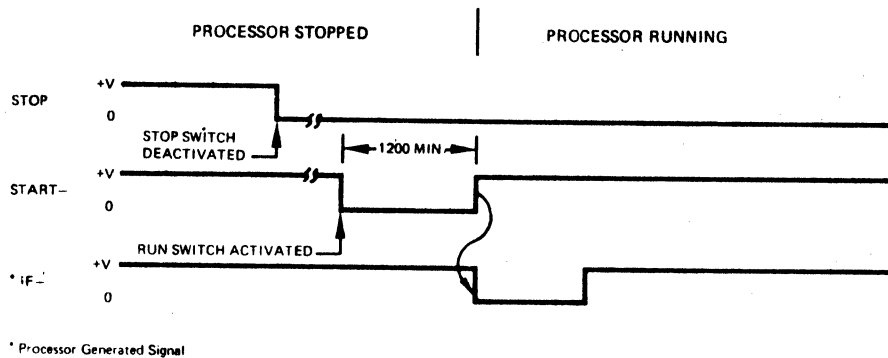 PROCESSOR STOPPED
PROCESSOR RUNNING
+V
STOP
0
STOP SWITCH
DEACTIVATED
1200 MIN
+V
START–
0
RUN SWITCH ACTIVATED
+V
* IF–
0
* Processor Generated Signal